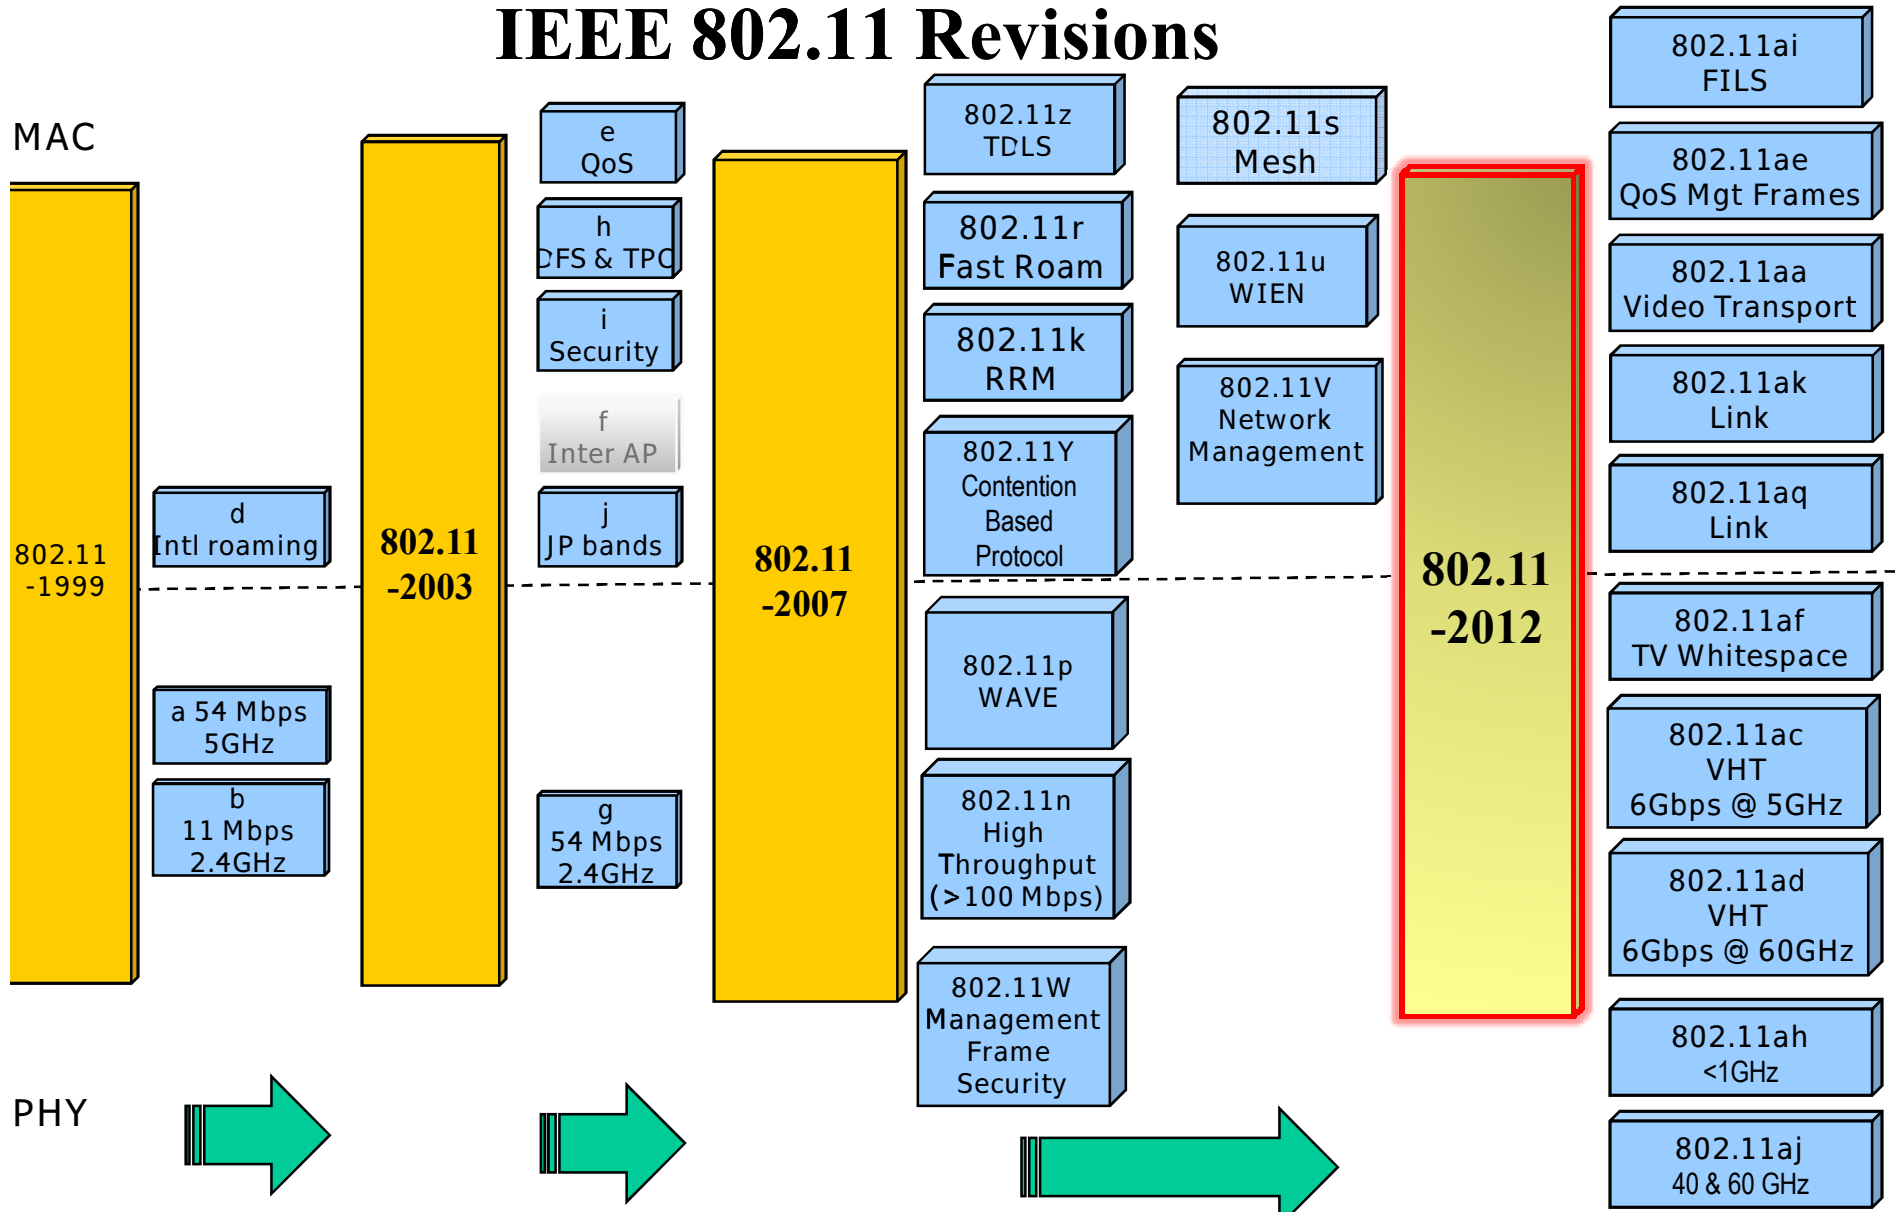 IEEE 802.11 Revisions
MAC
802.11
-1999
d
Intl roaming
a 54 Mbps
5GHz
b
11 Mbps
2.4GHz
802.11
-2003
e
QoS
h
DFS & TPC
i
Security
f
Inter AP
j
JP bands
g
54 Mbps
2.4GHz
802.11
-2007
802.11z
TDLS
802.11r
Fast Roam
802.11k
RRM
802.11Y
Contention
Based
Protocol
802.11p
WAVE
802.11n
High
Throughput
(>100 Mbps)
802.11W
Management
Frame
Security
802.11s
Mesh
802.11u
WIEN
802.11V
Network
Management
802.11
-2012
802.11ai
FILS
802.11ae
QoS Mgt Frames
802.11aa
Video Transport
802.11ak
Link
802.11aq
Link
802.11af
TV Whitespace
802.11ac
VHT
6Gbps @ 5GHz
802.11ad
VHT
6Gbps @ 60GHz
802.11ah
<1GHz
802.11aj
40 & 60 GHz
PHY